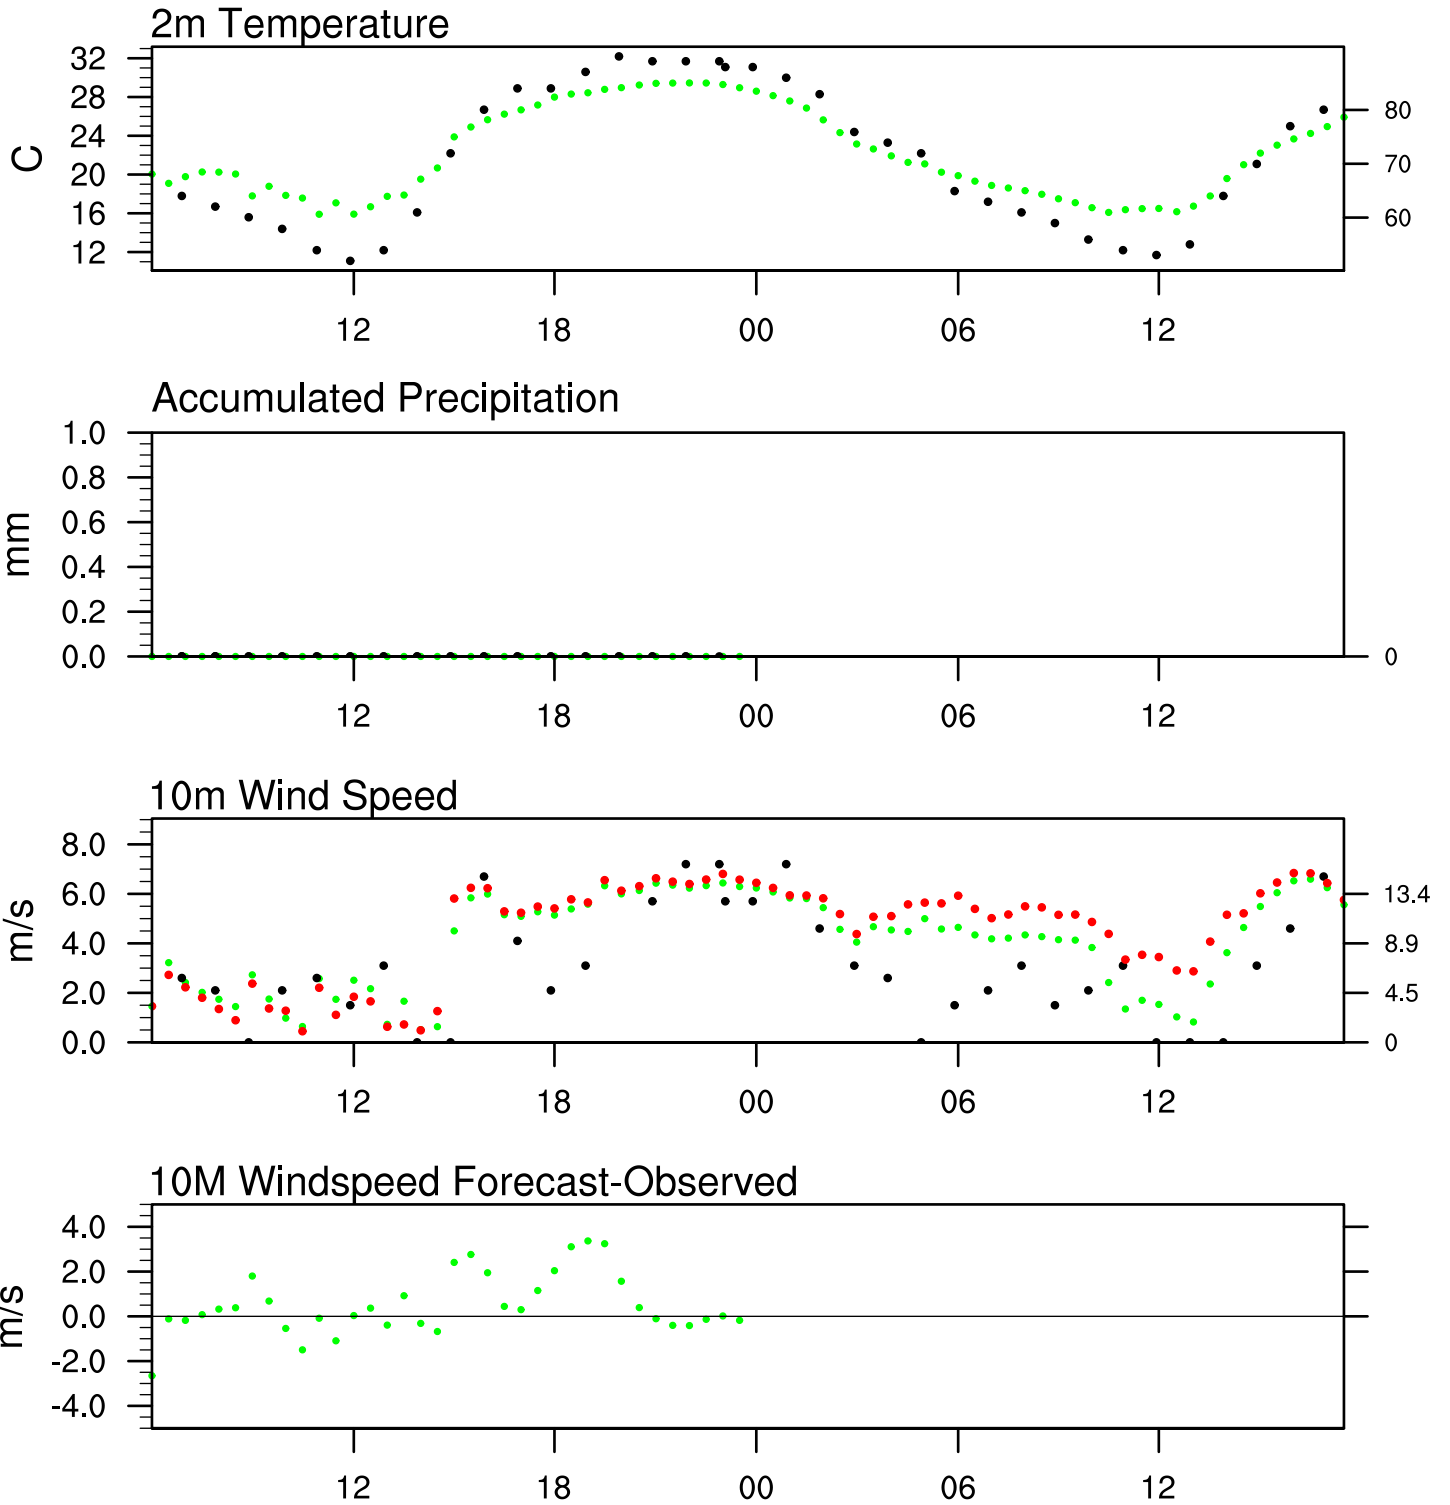 2m Temperature
32
28
24
20
16
12
C
80
70
60
12 18 00 06 12
Accumulated Precipitation
1.0
0.8
0.6
0.4
0.2
0.0
mm
0
12 18 00 06 12
10m Wind Speed
8.0
6.0
4.0
2.0
0.0
m/s
13.4
8.9
4.5
0
12 18 00 06 12
10M Windspeed Forecast-Observed
4.0
2.0
0.0
-2.0
-4.0
m/s
12 18 00 06 12